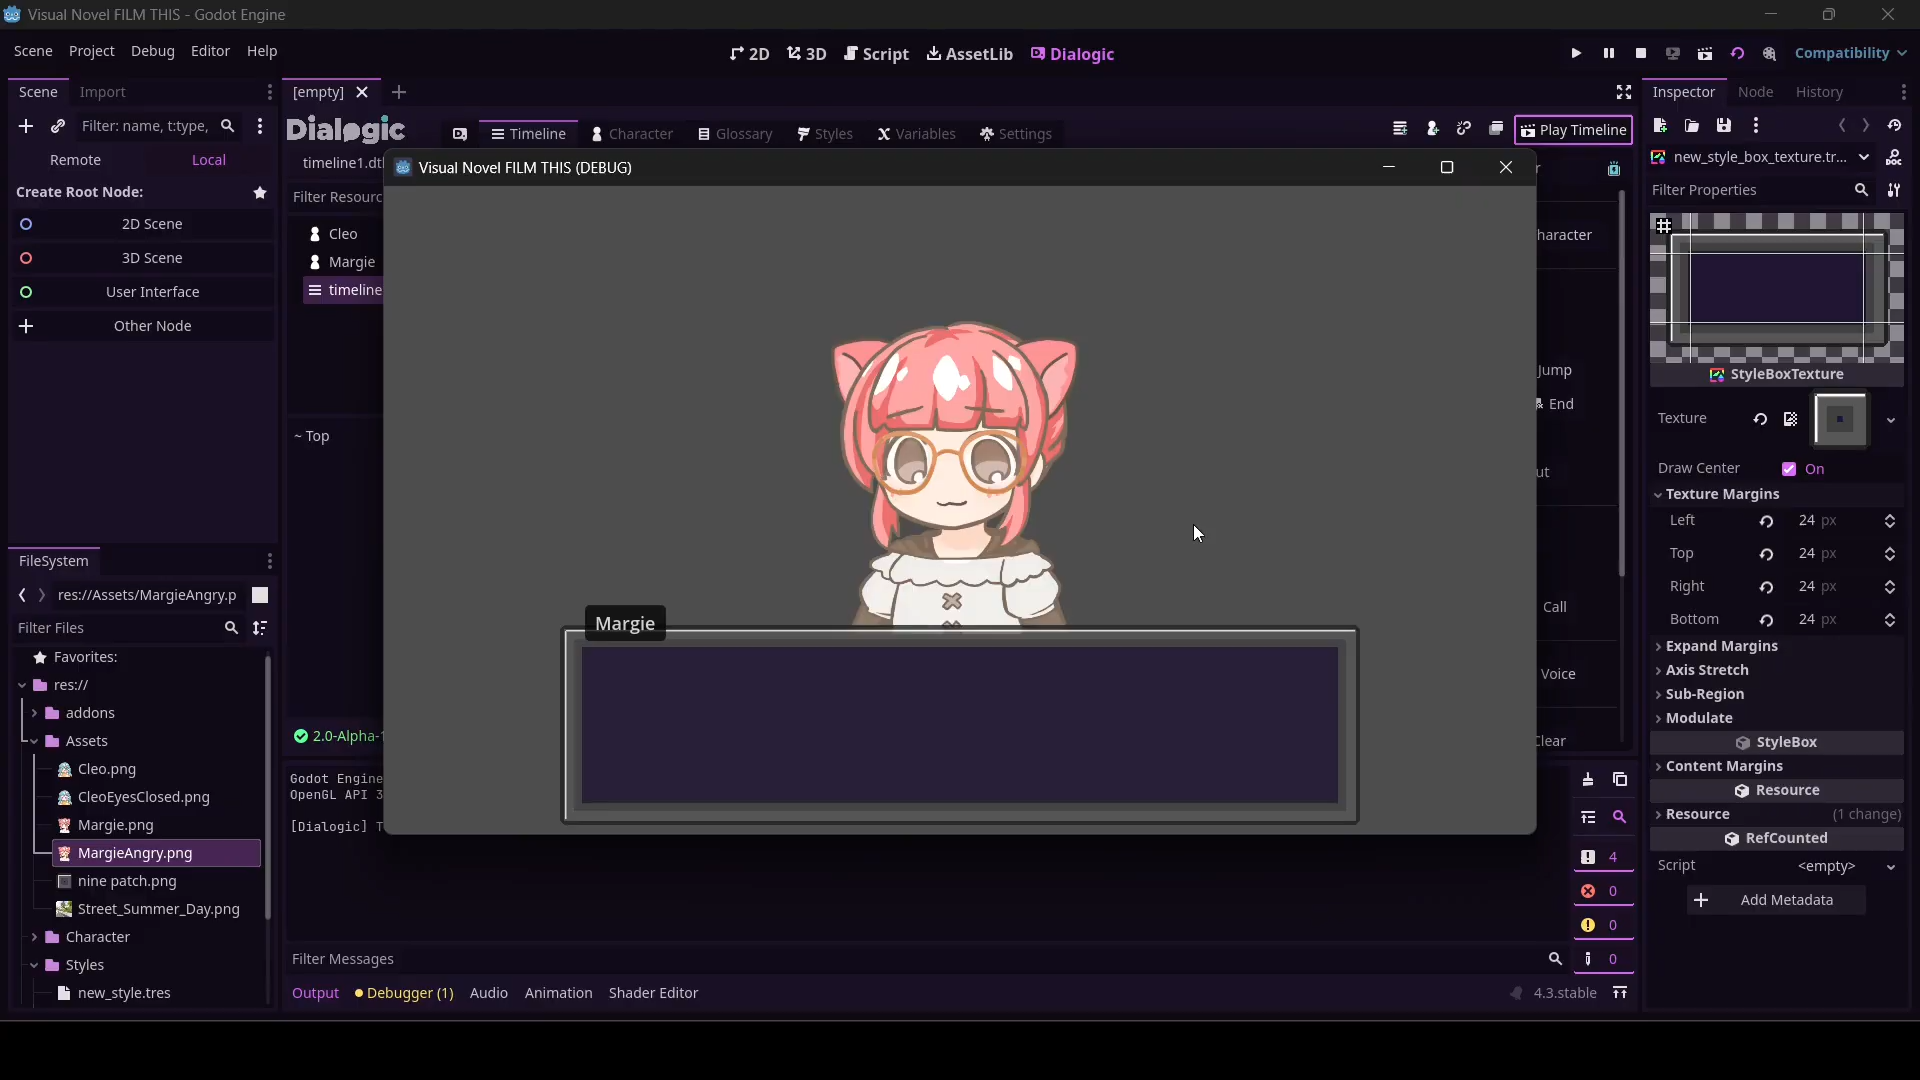 Visual Novel FILM THIS - Godot Engine
Scene Project Debug Editor Help
2D 3D Script AssetLib Dialogic
Compatibility
Scene Import
[empty]
Inspector Node History
Filter: name, t:type,
Dialogic
Timeline Character Glossary Styles Variables Settings
Play Timeline
Remote Local
timeline1.dt
Visual Novel FILM THIS (DEBUG)
new_style_box_texture.tr...
Create Root Node:
Filter Resourc
Filter Properties
2D Scene
Cleo
haracter
3D Scene
Margie
User Interface
timeline
Other Node
Jump
StyleBoxTexture
End
Texture
~ Top
Draw Center On
ut
Texture Margins
Left 24 px
Top 24 px
FileSystem
Right 24 px
res://Assets/MargieAngry.p
Call
Bottom 24 px
Margie
Filter Files
Expand Margins
Favorites:
Axis Stretch
Voice
res://
Sub-Region
addons
Modulate
2.0-Alpha-1
Assets
Clear
StyleBox
Cleo.png
Content Margins
Godot Engine
OpenGL API 3
Resource
CleoEyesClosed.png
Resource (1 change)
Margie.png
[Dialogic] T
RefCounted
MargieAngry.png
4
Script <empty>
nine patch.png
0
Add Metadata
Street_Summer_Day.png
0
Character
Filter Messages
0
Styles
new_style.tres
Output Debugger (1) Audio Animation Shader Editor
4.3.stable